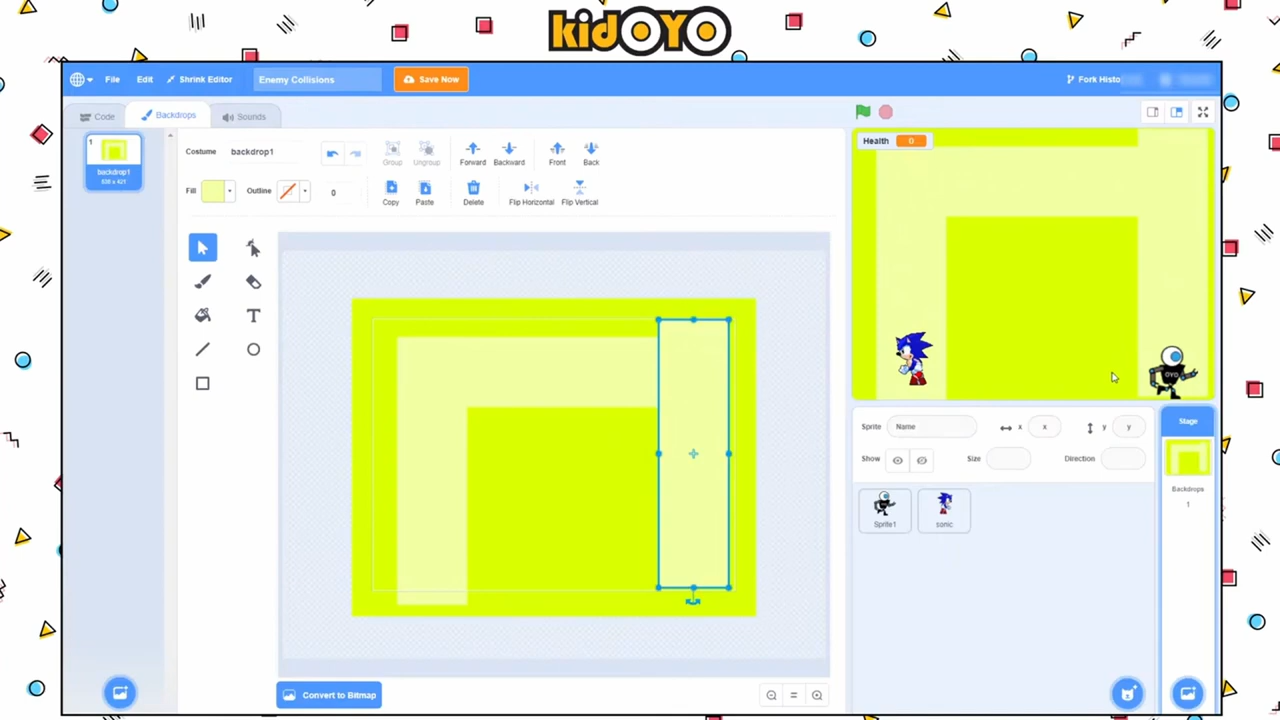 kidOYO
File Edit Shrink Editor Enemy Collisions Save Now Fork Histo
Code Backdrops Sounds
1
backdrop1
Costume backdrop1 Group Ungroup Forward Backward Front Back
Fill Outline 0 Copy Paste Delete Flip Horizontal Flip Vertical
T
Convert to Bitmap
Health 0
OYO
Sprite Name x x y y
Show Size Direction
Sprite1 sonic
Stage
Backdrops
1